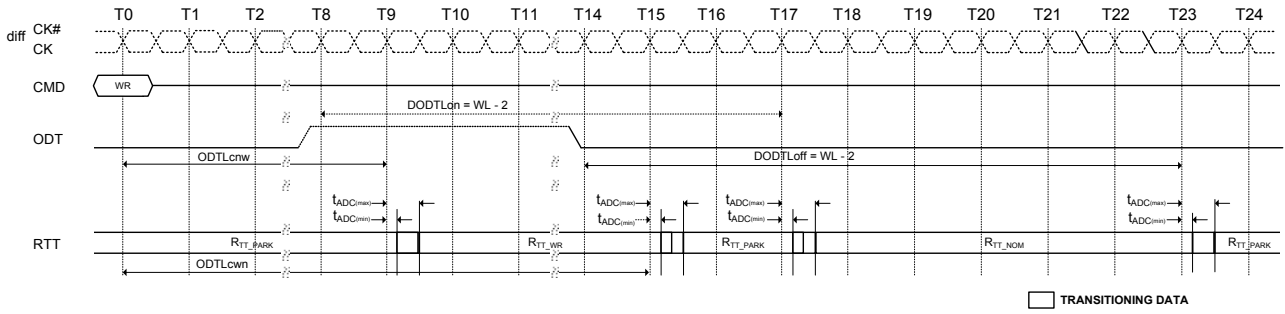 T0 T1 T2 T8 T9 T10 T11 T14 T15 T16 T17 T18 T19 T20 T21 T22 T23 T24
diff CK#
CK
CMD WR
DODTLon = WL - 2
ODT
ODTLcnw DODTLoff = WL - 2
tADC(max) tADC(max) tADC(max) tADC(max)
tADC(min) tADC(min) tADC(min) tADC(min)
RTT RTT_PARK RTT_WR RTT_PARK RTT_NOM RTT_PARK
ODTLcwn
TRANSITIONING DATA